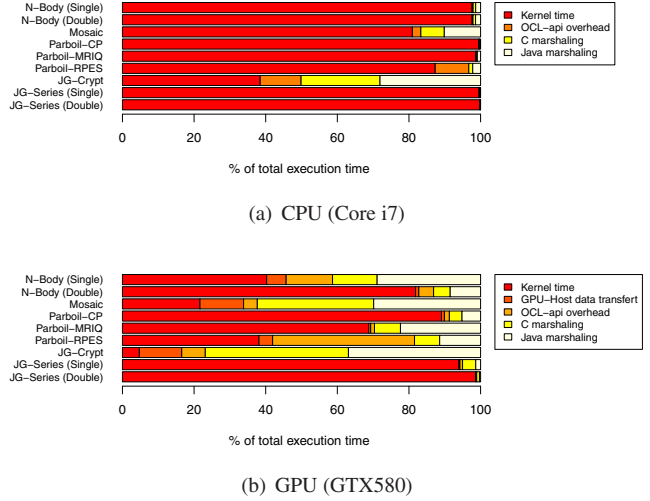 N-Body (Single)
N-Body (Double)
Mosaic
Parboil-CP
Parboil-MRIQ
Parboil-RPES
JG-Crypt
JG-Series (Single)
JG-Series (Double)
Kernel time
OCL-api overhead
C marshaling
Java marshaling
0 20 40 60 80 100
% of total execution time
(a) CPU (Core i7)
N-Body (Single)
N-Body (Double)
Mosaic
Parboil-CP
Parboil-MRIQ
Parboil-RPES
JG-Crypt
JG-Series (Single)
JG-Series (Double)
Kernel time
GPU-Host data transfert
OCL-api overhead
C marshaling
Java marshaling
0 20 40 60 80 100
% of total execution time
(b) GPU (GTX580)